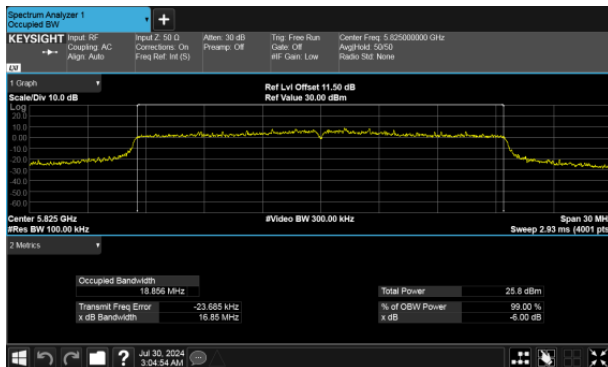 Spectrum Analyzer 1
Occupied BW
+
KEYSIGHT Input: RF Input Z: 50 Ω Atten: 30 dB Trig: Free Run Center Freq: 5.825000000 GHz
Coupling: AC Corrections: On Preamp: Off Gate: Off Avg|Hold: 50/50
Align: Auto Freq Ref: Int (S) #IF Gain: Low Radio Std: None
LXI
1 Graph Ref Lvl Offset 11.50 dB
Scale/Div 10.0 dB Ref Value 30.00 dBm
Log
20.0
10.0
0.00
-10.0
-20.0
-30.0
-40.0
-50.0
-60.0
Center 5.825 GHz #Video BW 300.00 kHz Span 30 MH
#Res BW 100.00 kHz Sweep 2.93 ms (4001 pts
2 Metrics
Occupied Bandwidth
18.856 MHz Total Power 25.8 dBm
Transmit Freq Error -23.685 kHz % of OBW Power 99.00 %
x dB Bandwidth 16.85 MHz x dB -6.00 dB
? Jul 30, 2024
3:04:54 AM